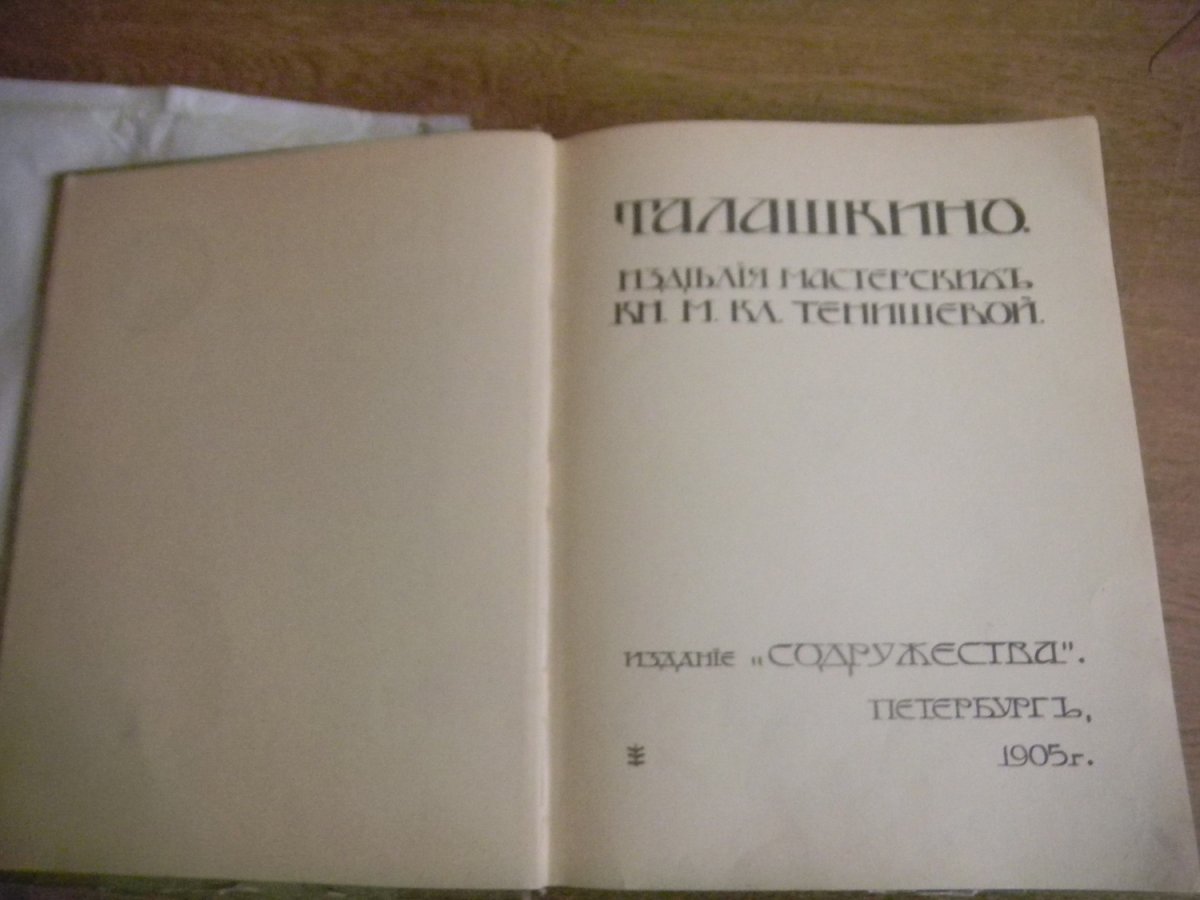 ТАЛАШКИНО.
ИЗДѢЛІЯ МАСТЕРСКИХЪ
КН. М. КЛ. ТЕНИШЕВОЙ.
ИЗДАНІЕ „СОДРУЖЕСТВА".
ПЕТЕРБУРГЪ,
1905г.